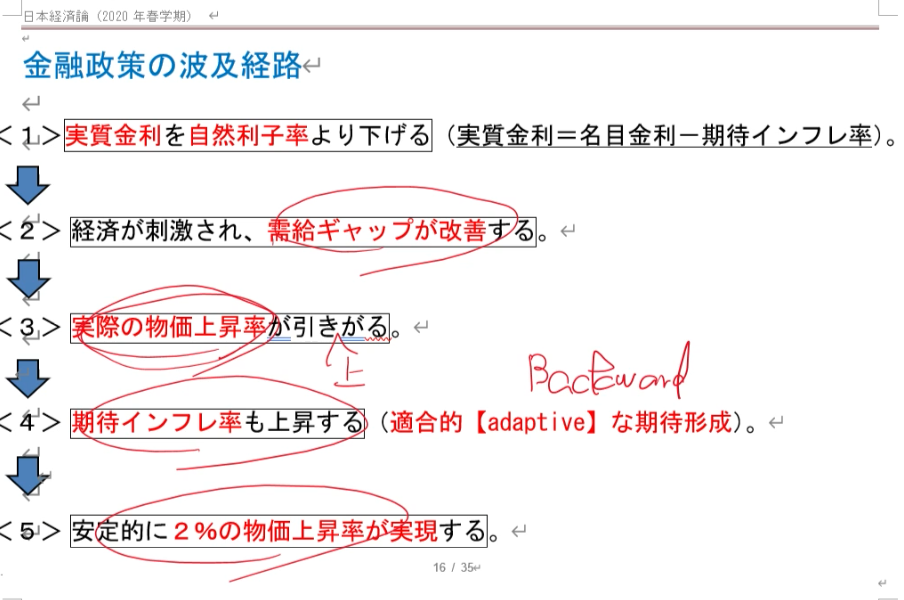 日本経済論（2020 年春学期）
金融政策の波及経路
＜１＞実質金利を自然利子率より下げる（実質金利＝名目金利－期待インフレ率）。
＜２＞経済が刺激され、需給ギャップが改善する。
＜３＞実際の物価上昇率が引きがる。
上
Backward
＜４＞期待インフレ率も上昇する（適合的【adaptive】な期待形成）。
＜５＞安定的に２％の物価上昇率が実現する。
16 / 35